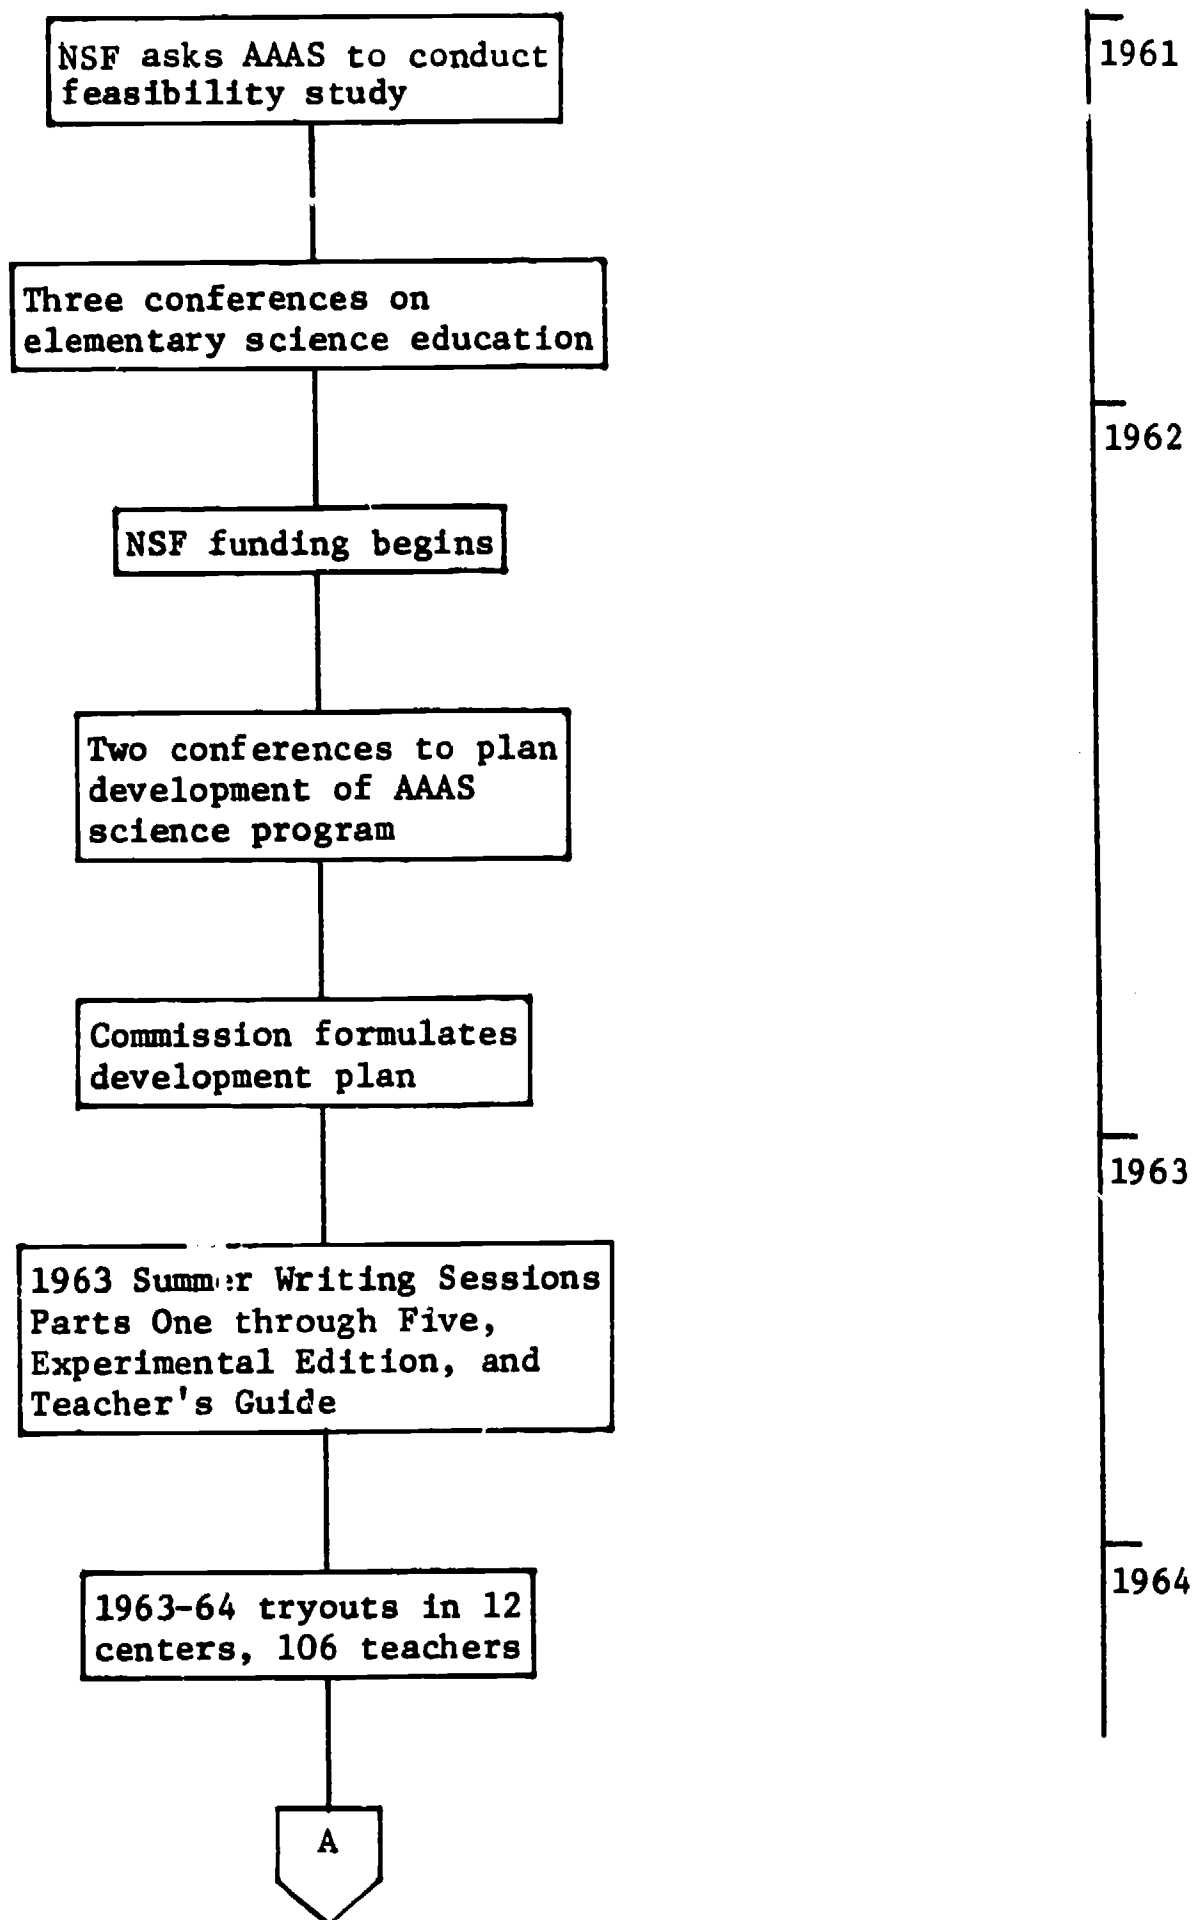 NSF asks AAAS to conduct
feasibility study
1961
Three conferences on
elementary science education
1962
NSF funding begins
Two conferences to plan
development of AAAS
science program
Commission formulates
development plan
1963
1963 Summer Writing Sessions
Parts One through Five,
Experimental Edition, and
Teacher's Guide
1964
1963-64 tryouts in 12
centers, 106 teachers
A